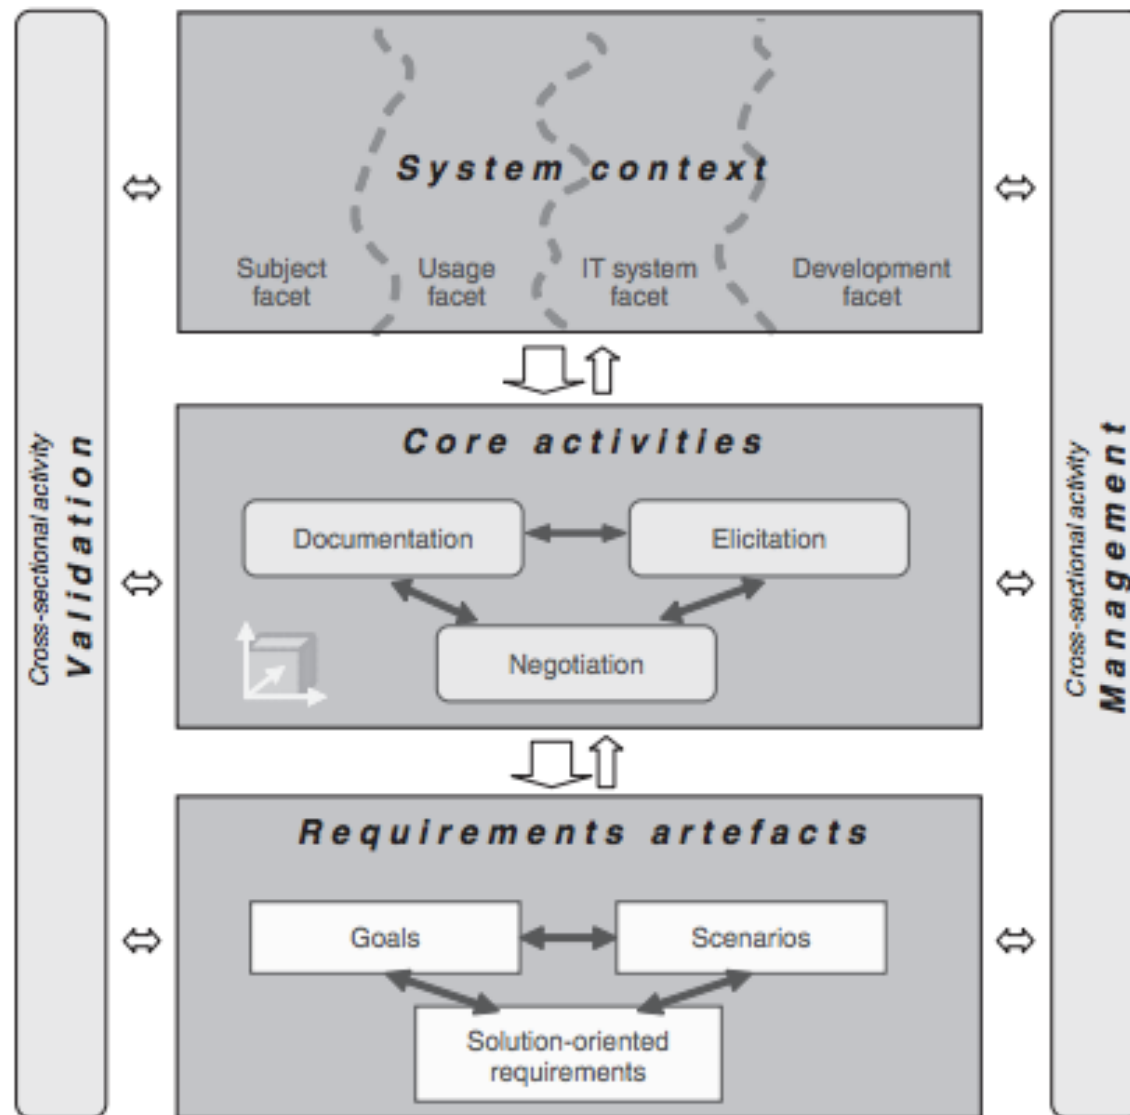 System context
Subject
facet
Usage
facet
IT system
facet
Development
facet
Cross-sectional activity
Validation
Core activities
Documentation
Elicitation
Negotiation
Cross-sectional activity
Management
Requirements artefacts
Goals
Scenarios
Solution-oriented
requirements